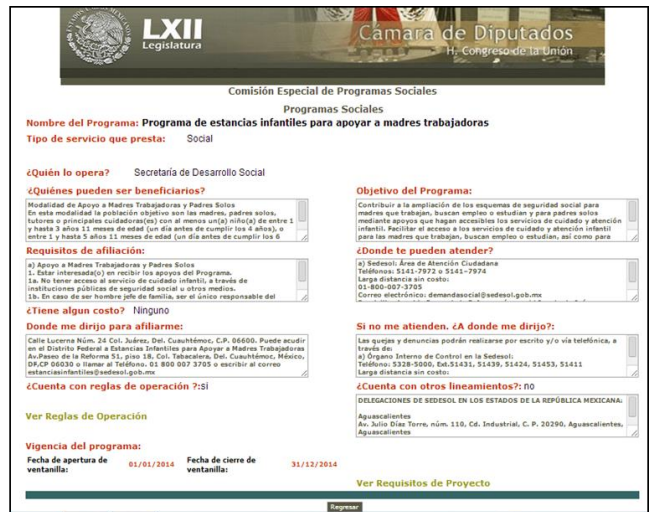 LXII
Legislatura
Cámara de Diputados
H. Congreso de la Unión
Comisión Especial de Programas Sociales
Programas Sociales
Nombre del Programa: Programa de estancias infantiles para apoyar a madres trabajadoras
Tipo de servicio que presta: Social
¿Quién lo opera? Secretaría de Desarrollo Social
¿Quiénes pueden ser beneficiarios?
Modalidad de Apoyo a Madres Trabajadoras y Padres Solos
En esta modalidad la población objetivo son las madres, padres solos,
tutores o principales cuidadoras(es) con al menos un(a) niño(a) de entre 1
y hasta 3 años 11 meses de edad (un día antes de cumplir los 4 años), o
entre 1 y hasta 5 años 11 meses de edad (un día antes de cumplir los 6
Objetivo del Programa:
Contribuir a la ampliación de los esquemas de seguridad social para
madres que trabajan, buscan empleo o estudian y para padres solos
mediante apoyos que hagan accesibles los servicios de cuidado y atención
infantil. Facilitar el acceso a los servicios de cuidado y atención infantil
para las madres que trabajan, buscan empleo o estudian, así como para
Requisitos de afiliación:
a) Apoyo a Madres Trabajadoras y Padres Solos
1. Estar interesada(o) en recibir los apoyos del Programa.
1a. No tener acceso al servicio de cuidado infantil, a través de
instituciones públicas de seguridad social u otros medios.
1b. En caso de ser hombre jefe de familia, ser el único responsable del
¿Donde te pueden atender?
a) Sedesol: Área de Atención Ciudadana
Teléfonos: 5141-7972 o 5141-7974
Larga distancia sin costo:
01-800-007-3705
Correo electrónico: demandasocial@sedesol.gob.mx
¿Tiene algun costo? Ninguno
Donde me dirijo para afiliarme:
Calle Lucerna Núm. 24 Col. Juárez, Del. Cuauhtémoc, C.P. 06600. Puede acudir
en el Distrito Federal a Estancias Infantiles para Apoyar a Madres Trabajadoras
Av.Paseo de la Reforma 51, piso 18, Col. Tabacalera, Del. Cuauhtémoc, México,
DF,CP 06030 o llamar al Teléfono. 01 800 007 3705 o escribir al correo
estanciasinfantiles@sedesol.gob.mx
Si no me atienden. ¿A donde me dirijo?:
Las quejas y denuncias podrán realizarse por escrito y/o vía telefónica, a
través de:
a) Órgano Interno de Control en la Sedesol:
Teléfono: 5328-5000, Ext.51431, 51439, 51424, 51453, 51411
Larga distancia sin costo:
¿Cuenta con reglas de operación ?:si
¿Cuenta con otros lineamientos?: no
DELEGACIONES DE SEDESOL EN LOS ESTADOS DE LA REPÚBLICA MEXICANA:
Aguascalientes
Av. Julio Díaz Torre, núm. 110, Cd. Industrial, C. P. 20290, Aguascalientes,
Aguascalientes
Ver Reglas de Operación
Vigencia del programa:
Fecha de apertura de ventanilla: 01/01/2014 Fecha de cierre de ventanilla: 31/12/2014
Ver Requisitos de Proyecto
Regresar